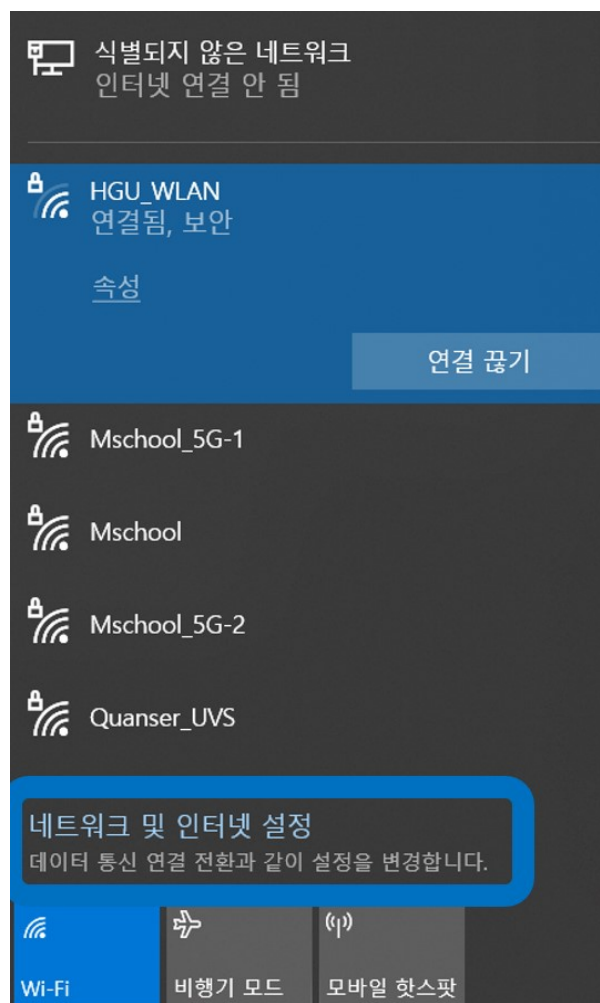 식별되지 않은 네트워크
인터넷 연결 안 됨
HGU_WLAN
연결됨, 보안
속성
연결 끊기
Mschool_5G-1
Mschool
Mschool_5G-2
Quanser_UVS
네트워크 및 인터넷 설정
데이터 통신 연결 전환과 같이 설정을 변경합니다.
Wi-Fi
비행기 모드
모바일 핫스팟